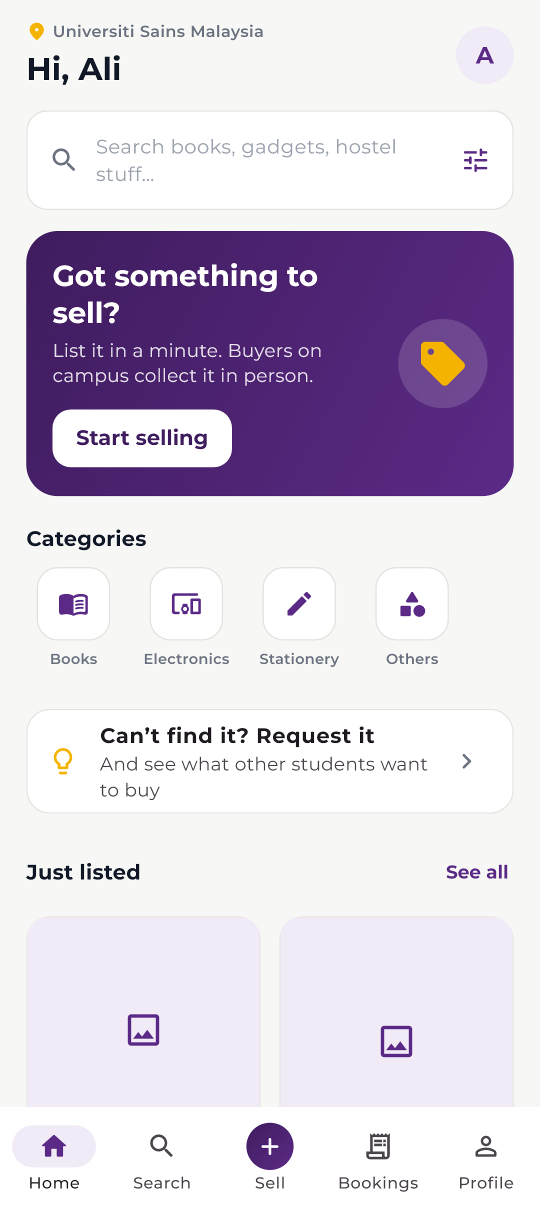 Universiti Sains Malaysia
Hi, Ali
A
Search books, gadgets, hostel
stuff...
Got something to
sell?
List it in a minute. Buyers on
campus collect it in person.
Start selling
Categories
Books
Electronics
Stationery
Others
Can’t find it? Request it
And see what other students want
to buy
Just listed
See all
Home
Search
Sell
Bookings
Profile